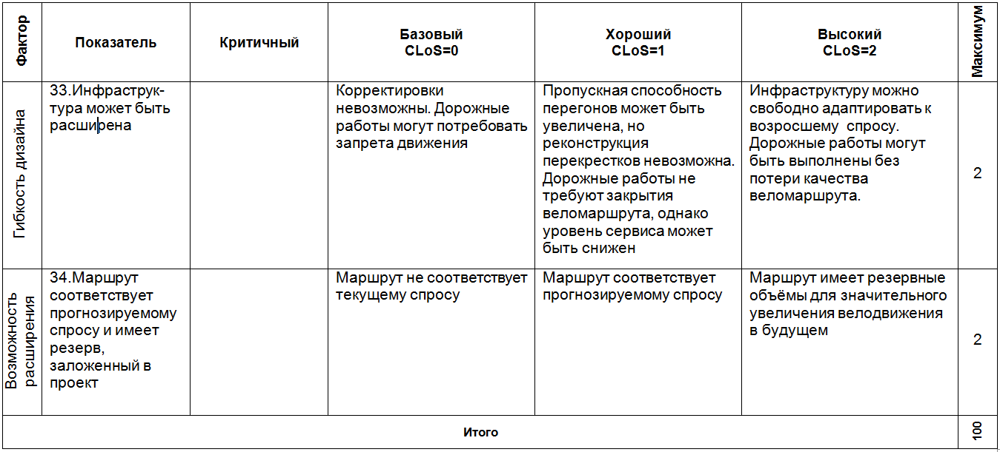 Фактор
Показатель
Критичный
Базовый
CLoS=0
Хороший
CLoS=1
Высокий
CLoS=2
Максимум
Гибкость дизайна
33.Инфраструк-
тура может быть
расширена
Корректировки
невозможны. Дорожные
работы могут потребовать
запрета движения
Пропускная способность
перегонов может быть
увеличена, но
реконструкция
перекрестков невозможна.
Дорожные работы не
требуют закрытия
веломаршрута, однако
уровень сервиса может
быть снижен
Инфраструктуру можно
свободно адаптировать к
возросшему спросу.
Дорожные работы могут
быть выполнены без
потери качества
веломаршрута.
2
Возможность
расширения
34.Маршрут
соответствует
прогнозируемому
спросу и имеет
резерв,
заложенный в
проект
Маршрут не соответствует
текущему спросу
Маршрут соответствует
прогнозируемому спросу
Маршрут имеет резервные
объёмы для значительного
увеличения велодвижения
в будущем
2
Итого
100